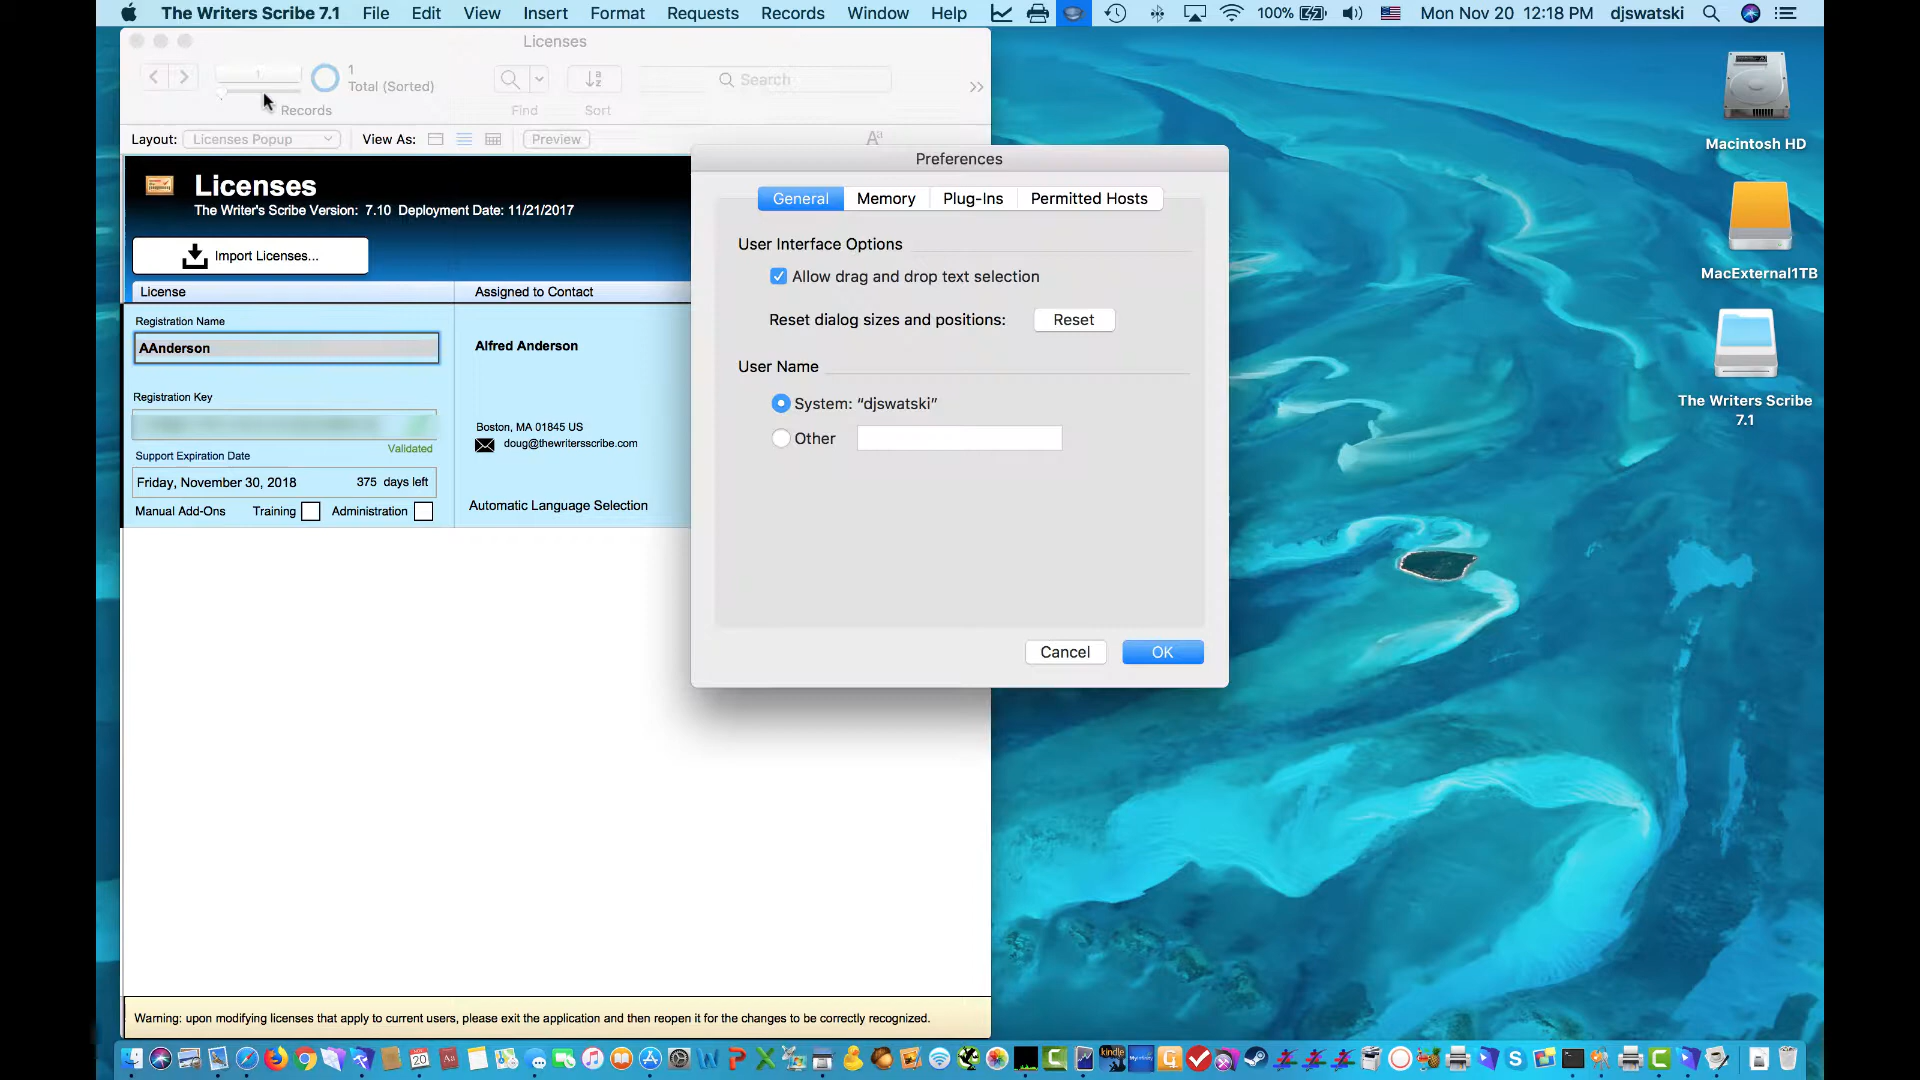 The Writers Scribe 7.1 File Edit View Insert Format Requests Records Window Help 100% Mon Nov 20 12:18 PM djswatski
Licenses
1
1
Total (Sorted)
Search
Records Find Sort
Layout: Licenses Popup View As: Preview Aa
Licenses
The Writer's Scribe Version: 7.10 Deployment Date: 11/21/2017
Import Licenses...
License Assigned to Contact
Registration Name
AAnderson
Alfred Anderson
Registration Key
Boston, MA 01845 US
doug@thewritersscribe.com
Validated
Support Expiration Date
Friday, November 30, 2018 375 days left
Manual Add-Ons Training Administration
Automatic Language Selection
Warning: upon modifying licenses that apply to current users, please exit the application and then reopen it for the changes to be correctly recognized.
Preferences
General Memory Plug-Ins Permitted Hosts
User Interface Options
Allow drag and drop text selection
Reset dialog sizes and positions: Reset
User Name
System: “djswatski”
Other
Cancel OK
Macintosh HD
MacExternal1TB
The Writers Scribe
7.1
20
kindle